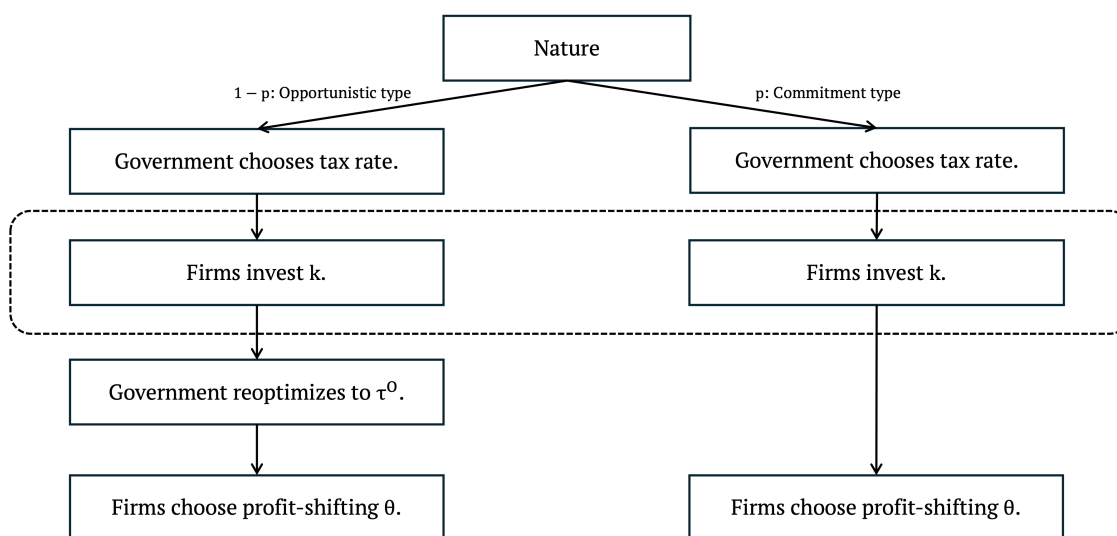 Nature
1 − p: Opportunistic type
p: Commitment type
Government chooses tax rate.
Government chooses tax rate.
Firms invest k.
Firms invest k.
Government reoptimizes to τᴼ.
Firms choose profit-shifting θ.
Firms choose profit-shifting θ.